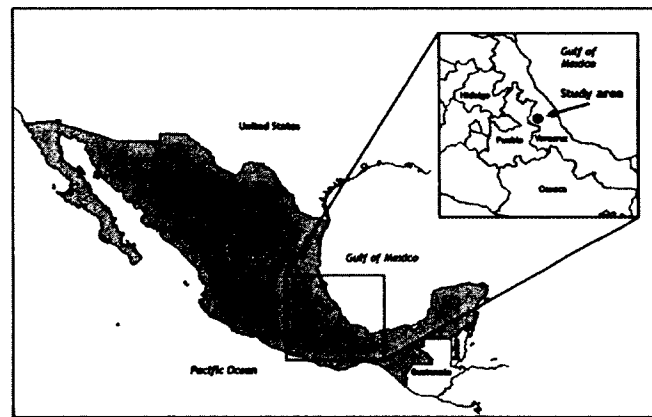 Gulf of
Mexico
Hidalgo
Study area
Puebla
Veracruz
Oaxaca
United States
Gulf of Mexico
Guatemala
Pacific Ocean